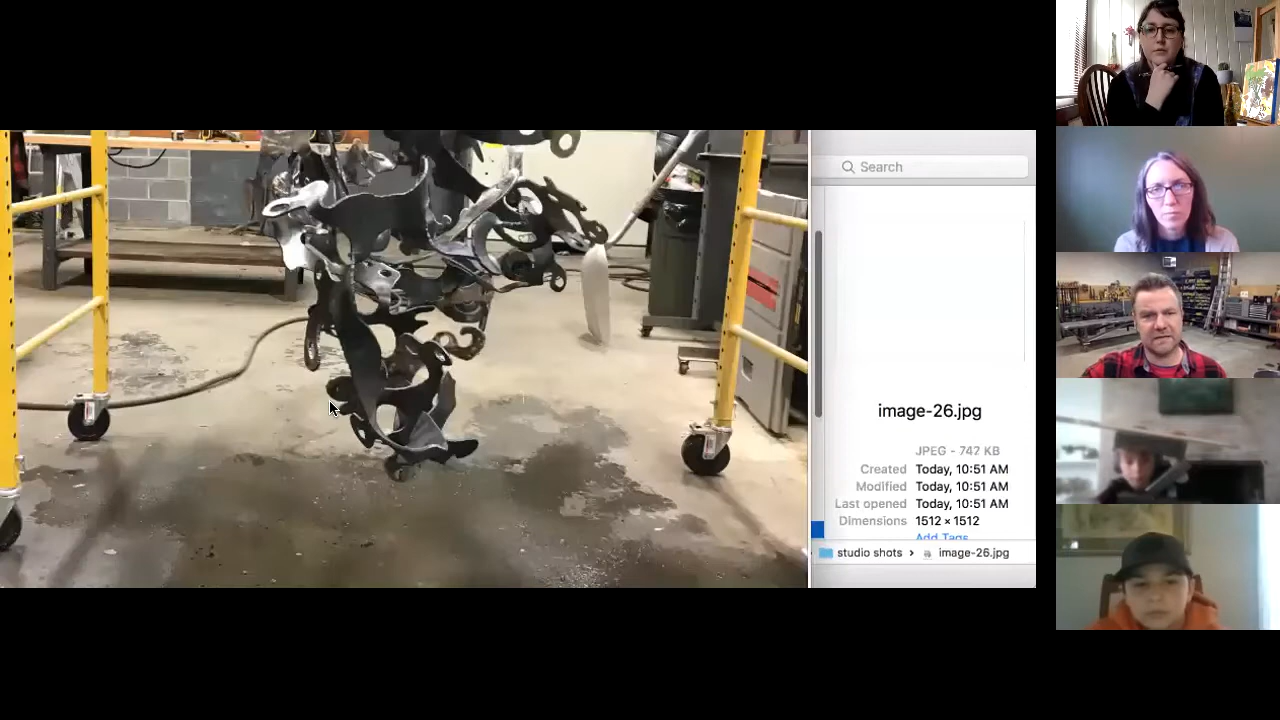 Search
image-26.jpg
JPEG - 747 KB
Created Today, 10:51 AM
Modified Today, 10:51 AM
Last opened Today, 10:51 AM
Dimensions 1512 × 1512
Add Tags...
studio shots > image-26.jpg